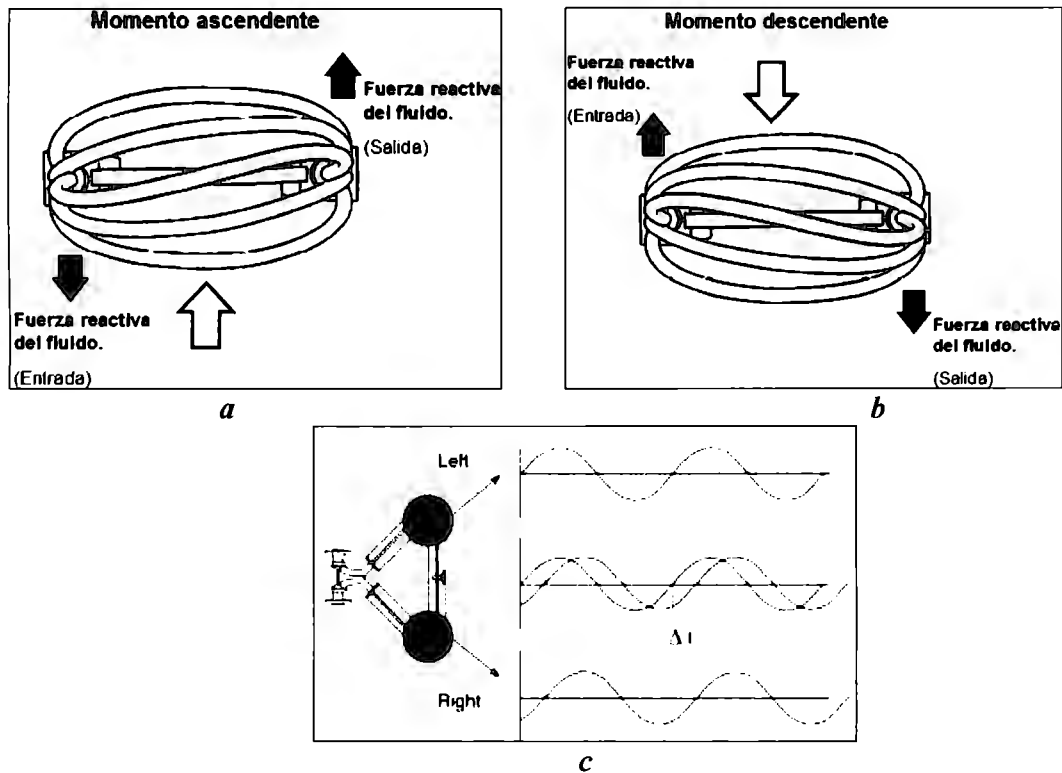 Momento ascendente
Fuerza reactiva
del fluido.
(Salida)
Fuerza reactiva
del fluido.
(Entrada)
a
Momento descendente
Fuerza reactiva
del fluido.
(Entrada)
Fuerza reactiva
del fluido.
(Salida)
b
Left
Δt
Right
c